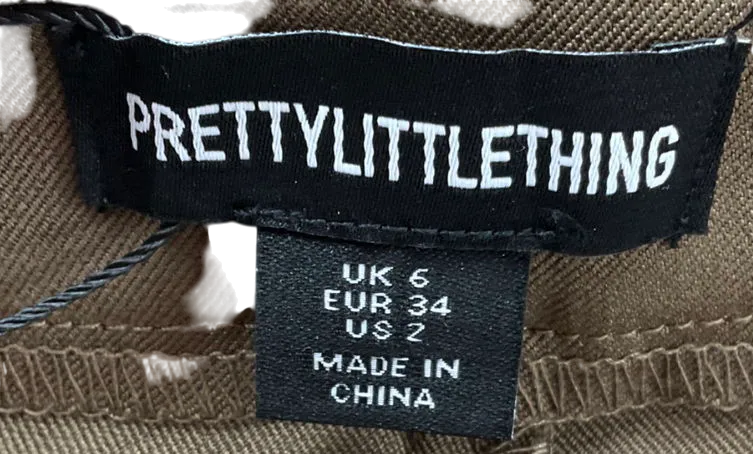 PRETTYLITTLETHING
UK 6
EUR 34
US 2
MADE IN
CHINA